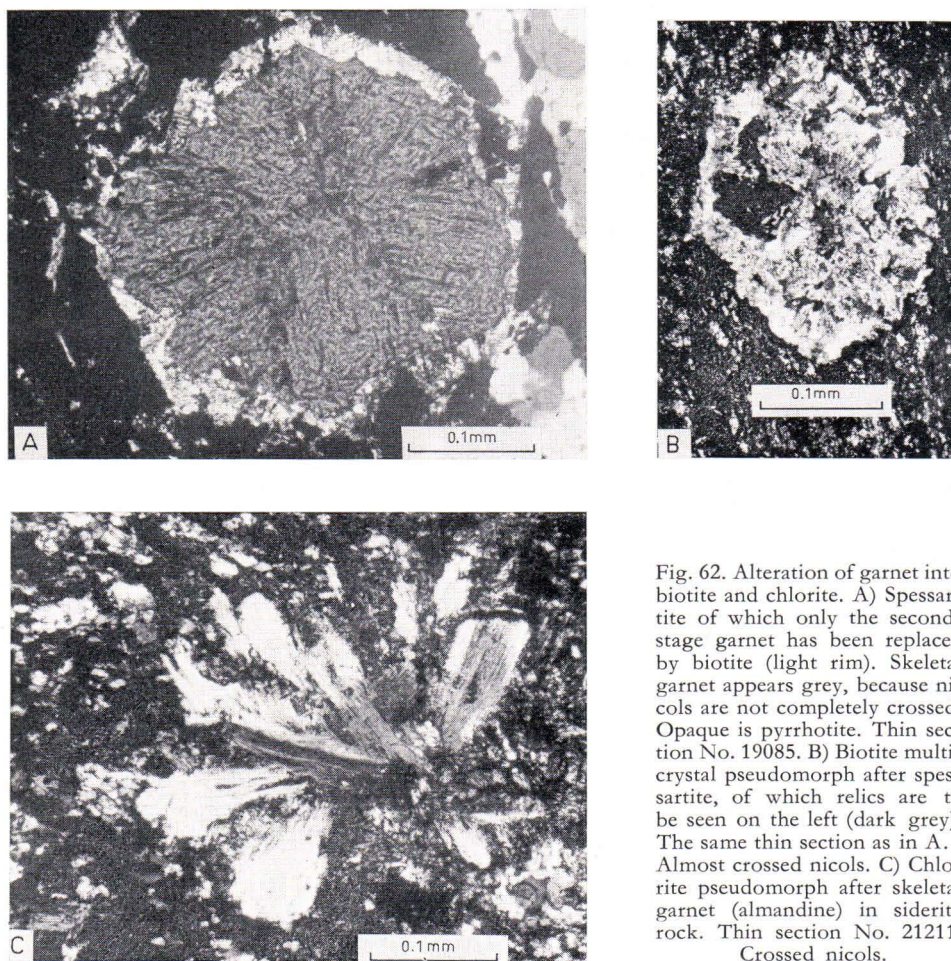 A
0.1mm
B
0.1mm
C
0.1mm
Fig. 62. Alteration of garnet int
biotite and chlorite. A) Spessar
tite of which only the second
stage garnet has been replace
by biotite (light rim). Skeleta
garnet appears grey, because ni
cols are not completely crossed
Opaque is pyrrhotite. Thin sec
tion No. 19085. B) Biotite multi
crystal pseudomorph after spes
sartite, of which relics are t
be seen on the left (dark grey)
The same thin section as in A.
Almost crossed nicols. C) Chlo
rite pseudomorph after skeleta
garnet (almandine) in siderit
rock. Thin section No. 21211
Crossed nicols.